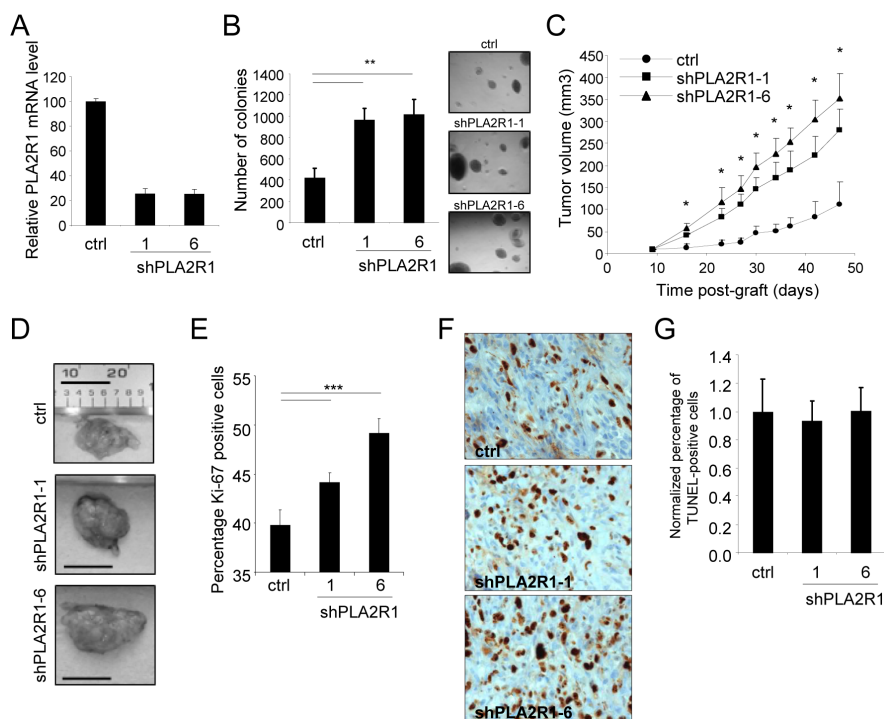 A
Relative PLA2R1 mRNA level
120
100
80
60
40
20
0
ctrl
1
6
shPLA2R1
B
Number of colonies
1400
1200
1000
800
600
400
200
0
**
ctrl
1
6
shPLA2R1
ctrl
shPLA2R1-1
shPLA2R1-6
C
Tumor volume (mm3)
450
400
350
300
250
200
150
100
50
0
ctrl
shPLA2R1-1
shPLA2R1-6
*
*
*
*
*
*
*
*
0
10
20
30
40
50
Time post-graft (days)
D
ctrl
10 20
3 4 5 6 7 8 9
shPLA2R1-1
shPLA2R1-6
E
Percentage Ki-67 positive cells
55
50
45
40
35
***
ctrl
1
6
shPLA2R1
F
ctrl
shPLA2R1-1
shPLA2R1-6
G
Normalized percentage of
TUNEL-positive cells
1.4
1.2
1.0
0.8
0.6
0.4
0.2
0.0
ctrl
1
6
shPLA2R1